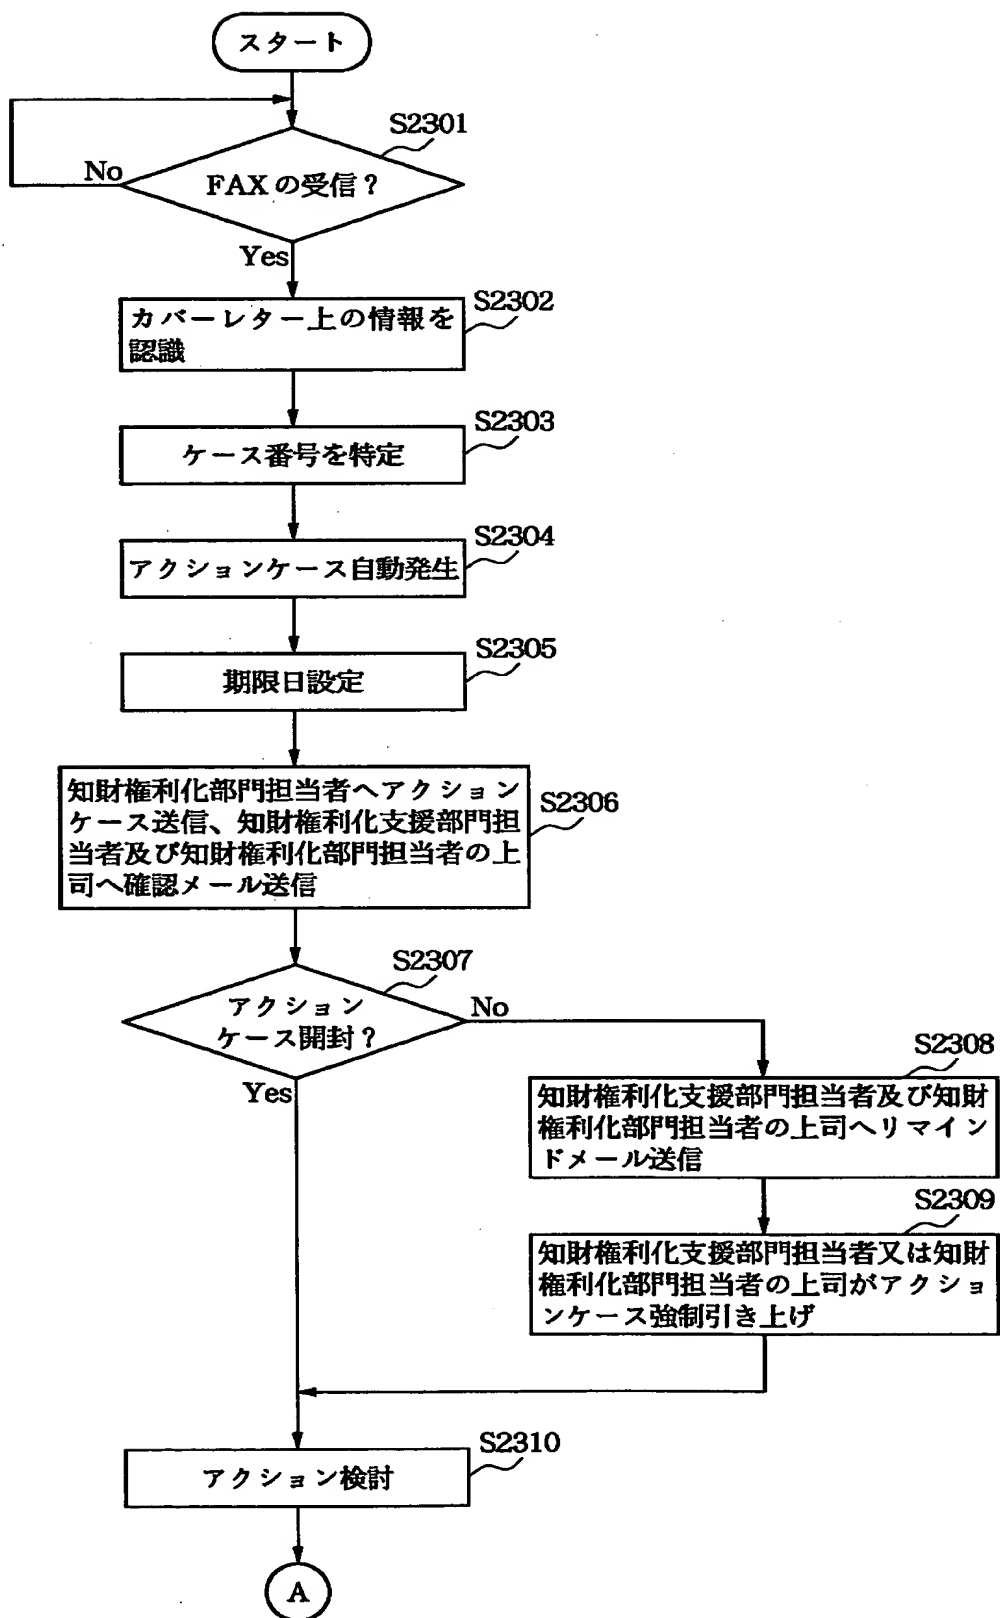 スタート
S2301
No
FAXの受信？
Yes
S2302
カバーレター上の情報を
認識
S2303
ケース番号を特定
S2304
アクションケース自動発生
S2305
期限日設定
S2306
知財権利化部門担当者へアクション
ケース送信、知財権利化支援部門担
当者及び知財権利化部門担当者の上
司へ確認メール送信
S2307
アクション
ケース開封？
No
Yes
S2308
知財権利化支援部門担当者及び知財
権利化部門担当者の上司へリマイン
ドメール送信
S2309
知財権利化支援部門担当者又は知財
権利化部門担当者の上司がアクショ
ンケース強制引き上げ
S2310
アクション検討
A